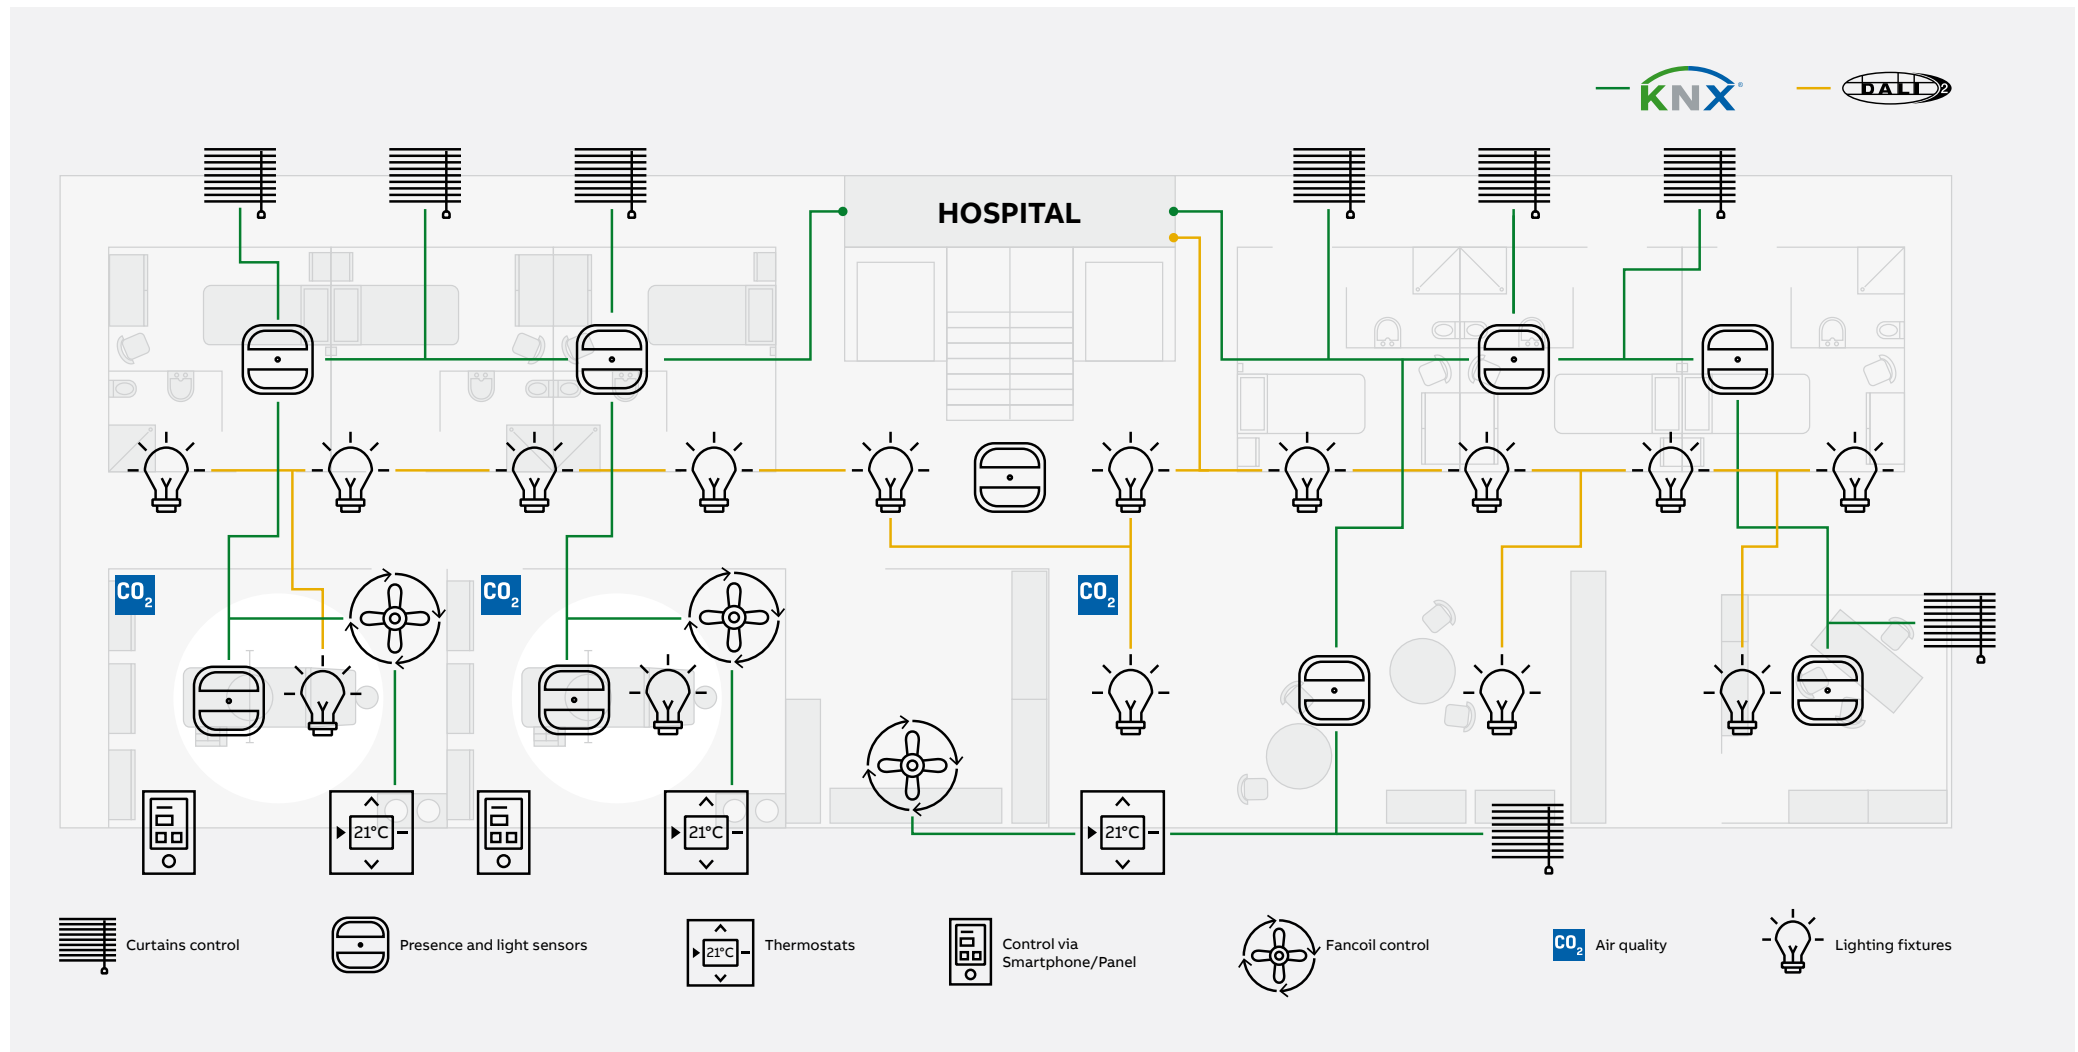 KNX®
DALI 2
HOSPITAL
CO2
CO2
CO2
21°C
21°C
21°C
Curtains control
Presence and light sensors
21°C
Thermostats
Control via
Smartphone/Panel
Fancoil control
CO2
Air quality
Lighting fixtures